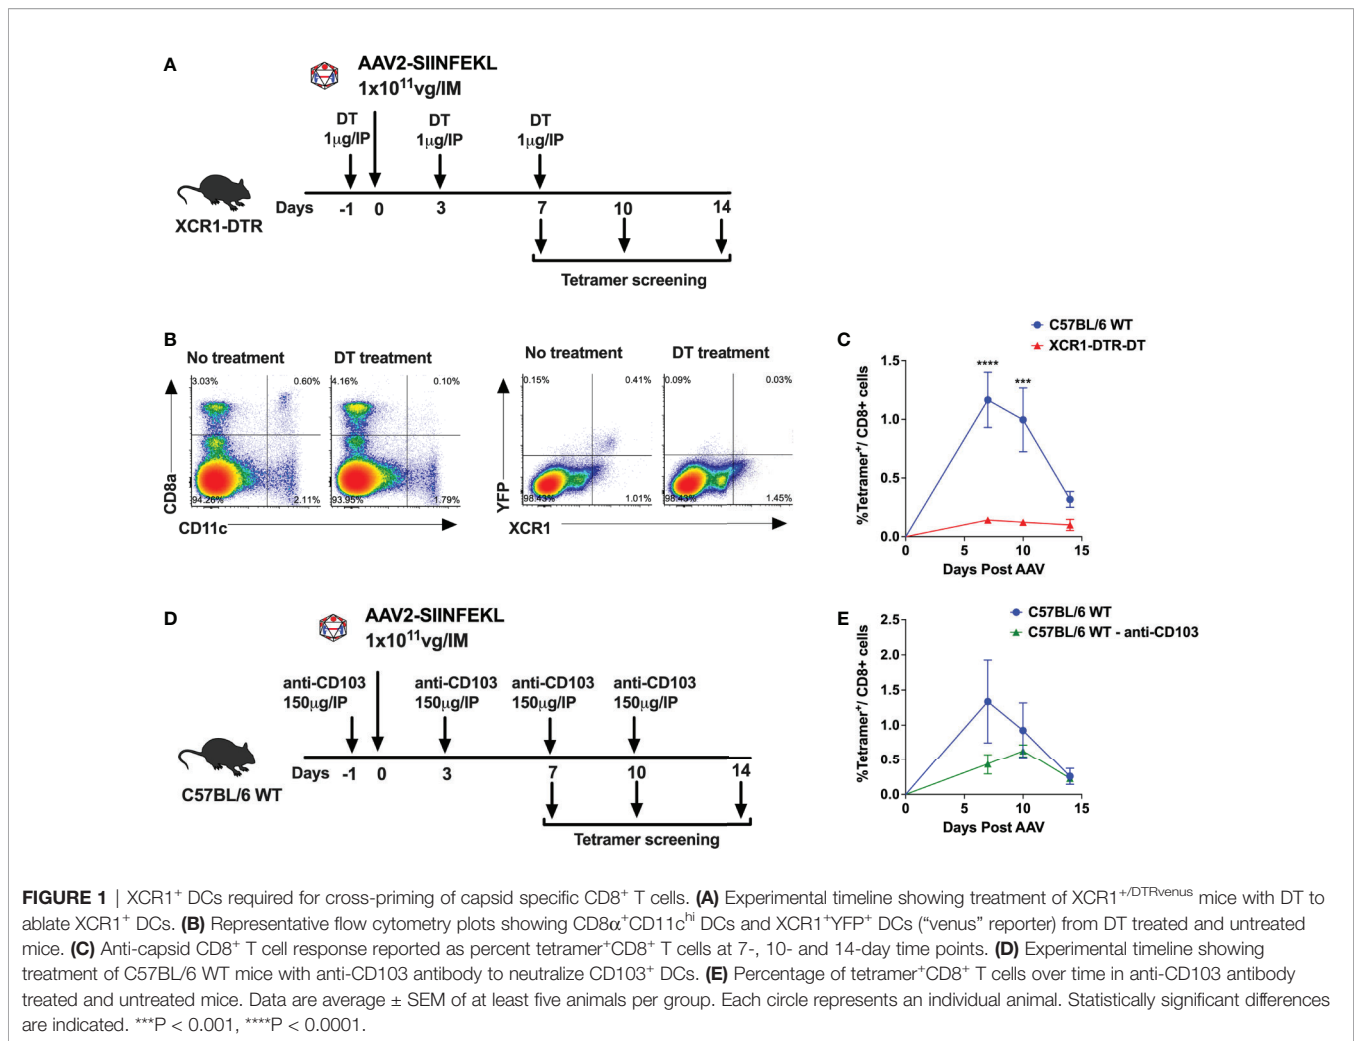 A
AAV2-SIINFEKL
1x10¹¹vg/IM
DT
1µg/IP
DT
1µg/IP
DT
1µg/IP
XCR1-DTR
Days -1 0 3 7 10 14
Tetramer screening
B
No treatment
DT treatment
3.03% 0.60%
4.16% 0.10%
94.26% 2.11%
93.95% 1.79%
CD8a
CD11c
No treatment
DT treatment
0.15% 0.41%
0.09% 0.03%
98.43% 1.01%
98.43% 1.45%
YFP
XCR1
C
C57BL/6 WT
XCR1-DTR-DT
%Tetramer⁺/ CD8+ cells
1.5
1.0
0.5
0.0
**** ***
0 5 10 15
Days Post AAV
D
AAV2-SIINFEKL
1x10¹¹vg/IM
anti-CD103
150µg/IP
anti-CD103
150µg/IP
anti-CD103
150µg/IP
anti-CD103
150µg/IP
C57BL/6 WT
Days -1 0 3 7 10 14
Tetramer screening
E
C57BL/6 WT
C57BL/6 WT - anti-CD103
%Tetramer⁺/ CD8+ cells
2.5
2.0
1.5
1.0
0.5
0.0
0 5 10 15
Days Post AAV
FIGURE 1 | XCR1⁺ DCs required for cross-priming of capsid specific CD8⁺ T cells. (A) Experimental timeline showing treatment of XCR1⁺/DTRvenus mice with DT to
ablate XCR1⁺ DCs. (B) Representative flow cytometry plots showing CD8α⁺CD11cʰⁱ DCs and XCR1⁺YFP⁺ DCs (“venus” reporter) from DT treated and untreated
mice. (C) Anti-capsid CD8⁺ T cell response reported as percent tetramer⁺CD8⁺ T cells at 7-, 10- and 14-day time points. (D) Experimental timeline showing
treatment of C57BL/6 WT mice with anti-CD103 antibody to neutralize CD103⁺ DCs. (E) Percentage of tetramer⁺CD8⁺ T cells over time in anti-CD103 antibody
treated and untreated mice. Data are average ± SEM of at least five animals per group. Each circle represents an individual animal. Statistically significant differences
are indicated. ***P < 0.001, ****P < 0.0001.